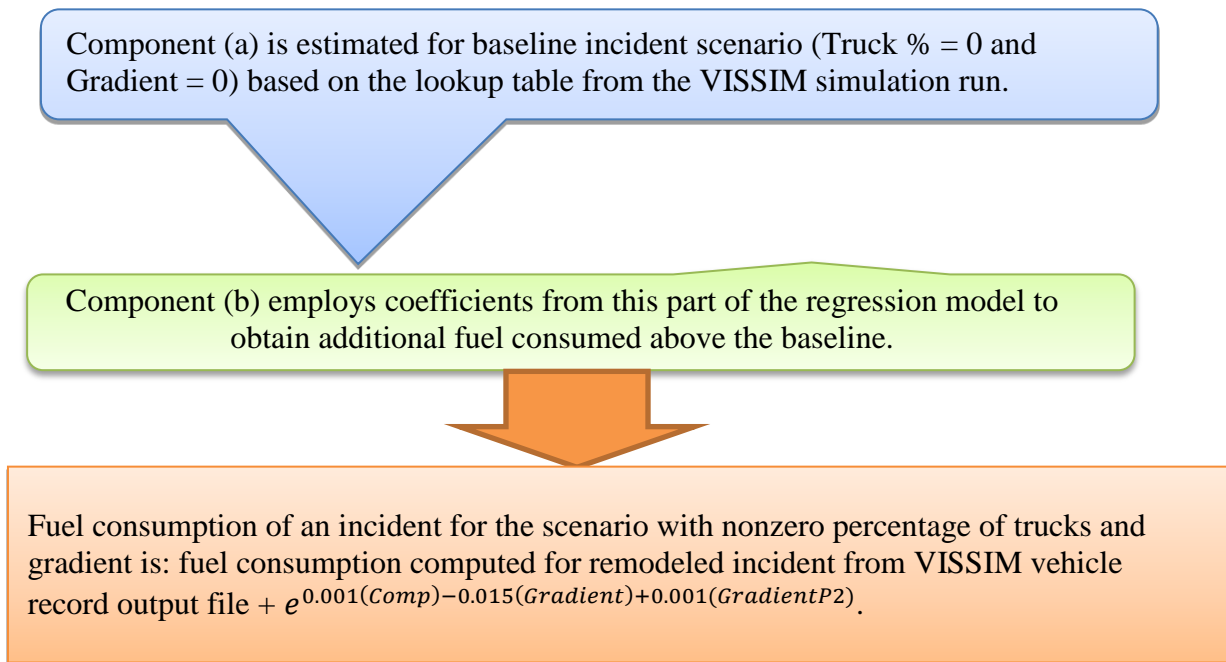 Component (a) is estimated for baseline incident scenario (Truck % = 0 and
Gradient = 0) based on the lookup table from the VISSIM simulation run.
Component (b) employs coefficients from this part of the regression model to
obtain additional fuel consumed above the baseline.
Fuel consumption of an incident for the scenario with nonzero percentage of trucks and
gradient is: fuel consumption computed for remodeled incident from VISSIM vehicle
record output file + e^{0.001(Comp)−0.015(Gradient)+0.001(GradientP2)}.